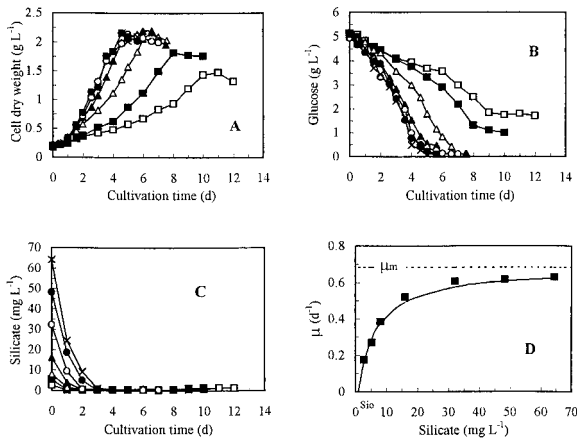 2.5
2
1.5
1
0.5
0
0 2 4 6 8 10 12 14
Cell dry weight (g L⁻¹)
Cultivation time (d)
A
6
5
4
3
2
1
0
0 2 4 6 8 10 12 14
Glucose (g L⁻¹)
Cultivation time (d)
B
70
60
50
40
30
20
10
0
0 2 4 6 8 10 12 14
Silicate (mg L⁻¹)
Cultivation time (d)
C
0.8
0.6
0.4
0.2
0
0 10 20 30 40 50 60 70
μ (d⁻¹)
μm
Sio
Silicate (mg L⁻¹)
D